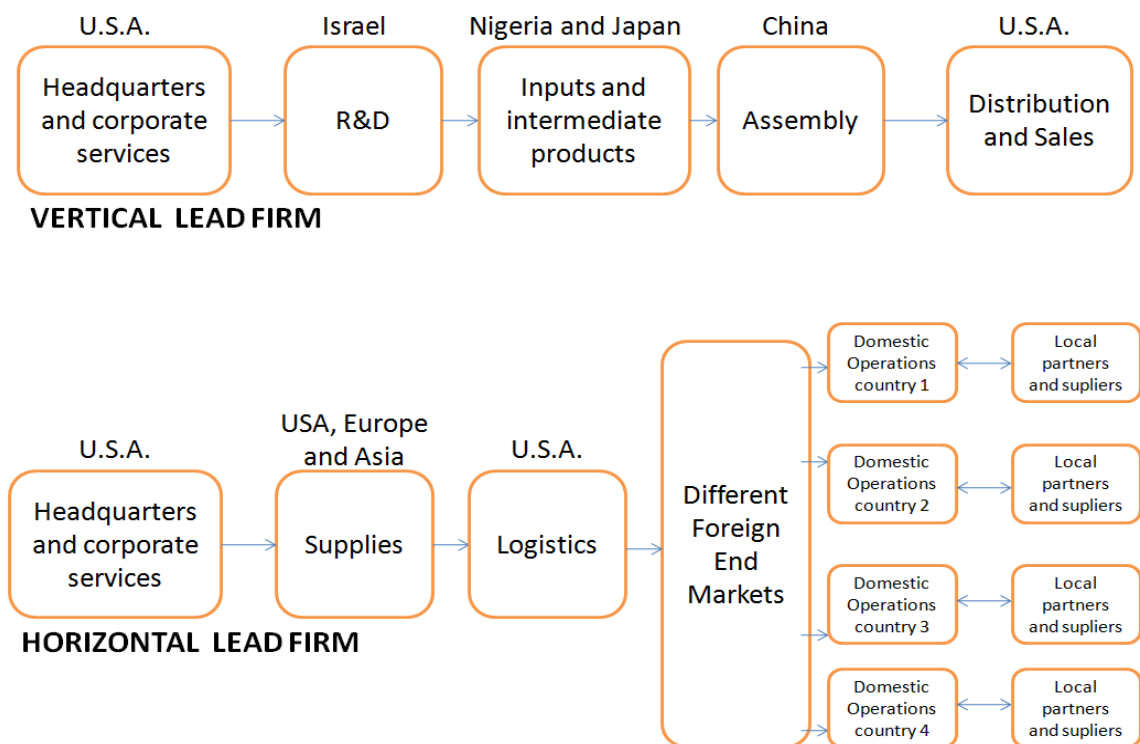 U.S.A.
Israel
Nigeria and Japan
China
U.S.A.
Headquarters
and corporate
services
R&D
Inputs and
intermediate
products
Assembly
Distribution
and Sales
VERTICAL LEAD FIRM
U.S.A.
USA, Europe
and Asia
U.S.A.
Headquarters
and corporate
services
Supplies
Logistics
Different
Foreign
End
Markets
Domestic
Operations
country 1
Local
partners
and supliers
Domestic
Operations
country 2
Local
partners
and supliers
Domestic
Operations
country 3
Local
partners
and supliers
Domestic
Operations
country 4
Local
partners
and supliers
HORIZONTAL LEAD FIRM